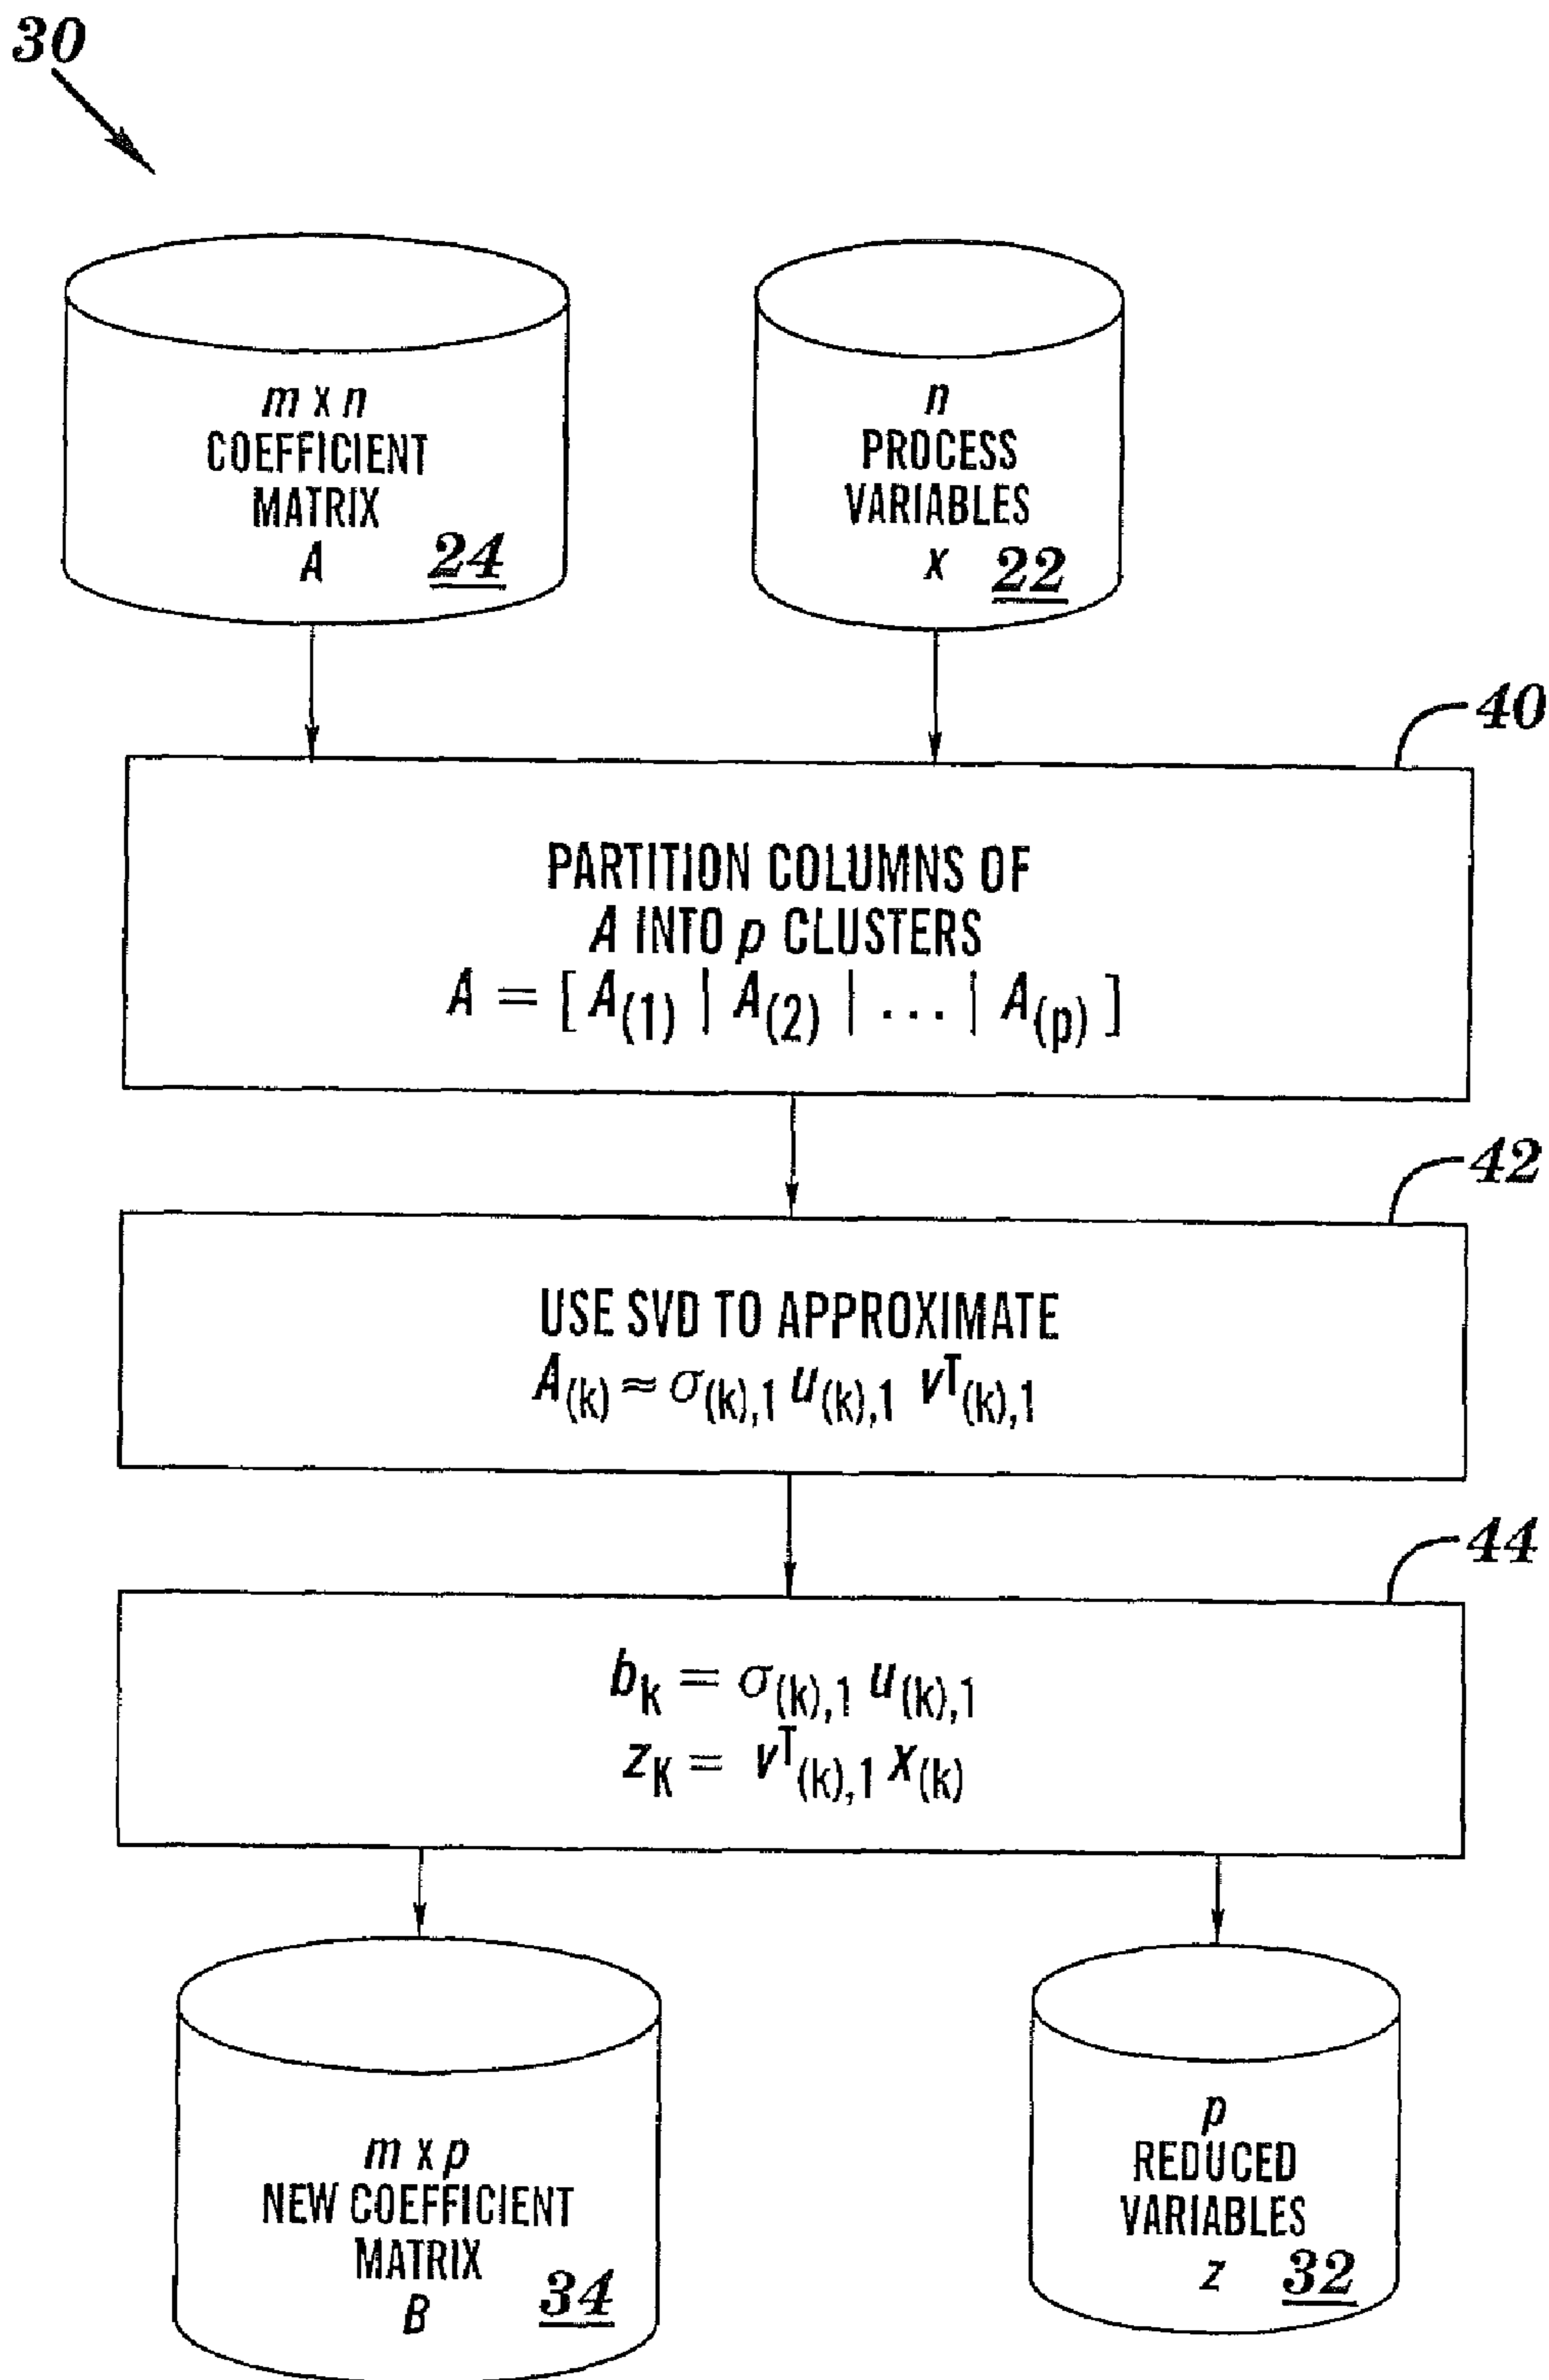 30
m x n
COEFFICIENT
MATRIX
A
24
n
PROCESS
VARIABLES
x
22
40
PARTITION COLUMNS OF
A INTO p CLUSTERS
A = [ A(1) | A(2) | ... | A(p) ]
42
USE SVD TO APPROXIMATE
A(k) ≈ σ(k),1 u(k),1 vT(k),1
44
bk = σ(k),1 u(k),1
zK = vT(k),1 x(k)
m x p
NEW COEFFICIENT
MATRIX
B
34
p
REDUCED
VARIABLES
z
32